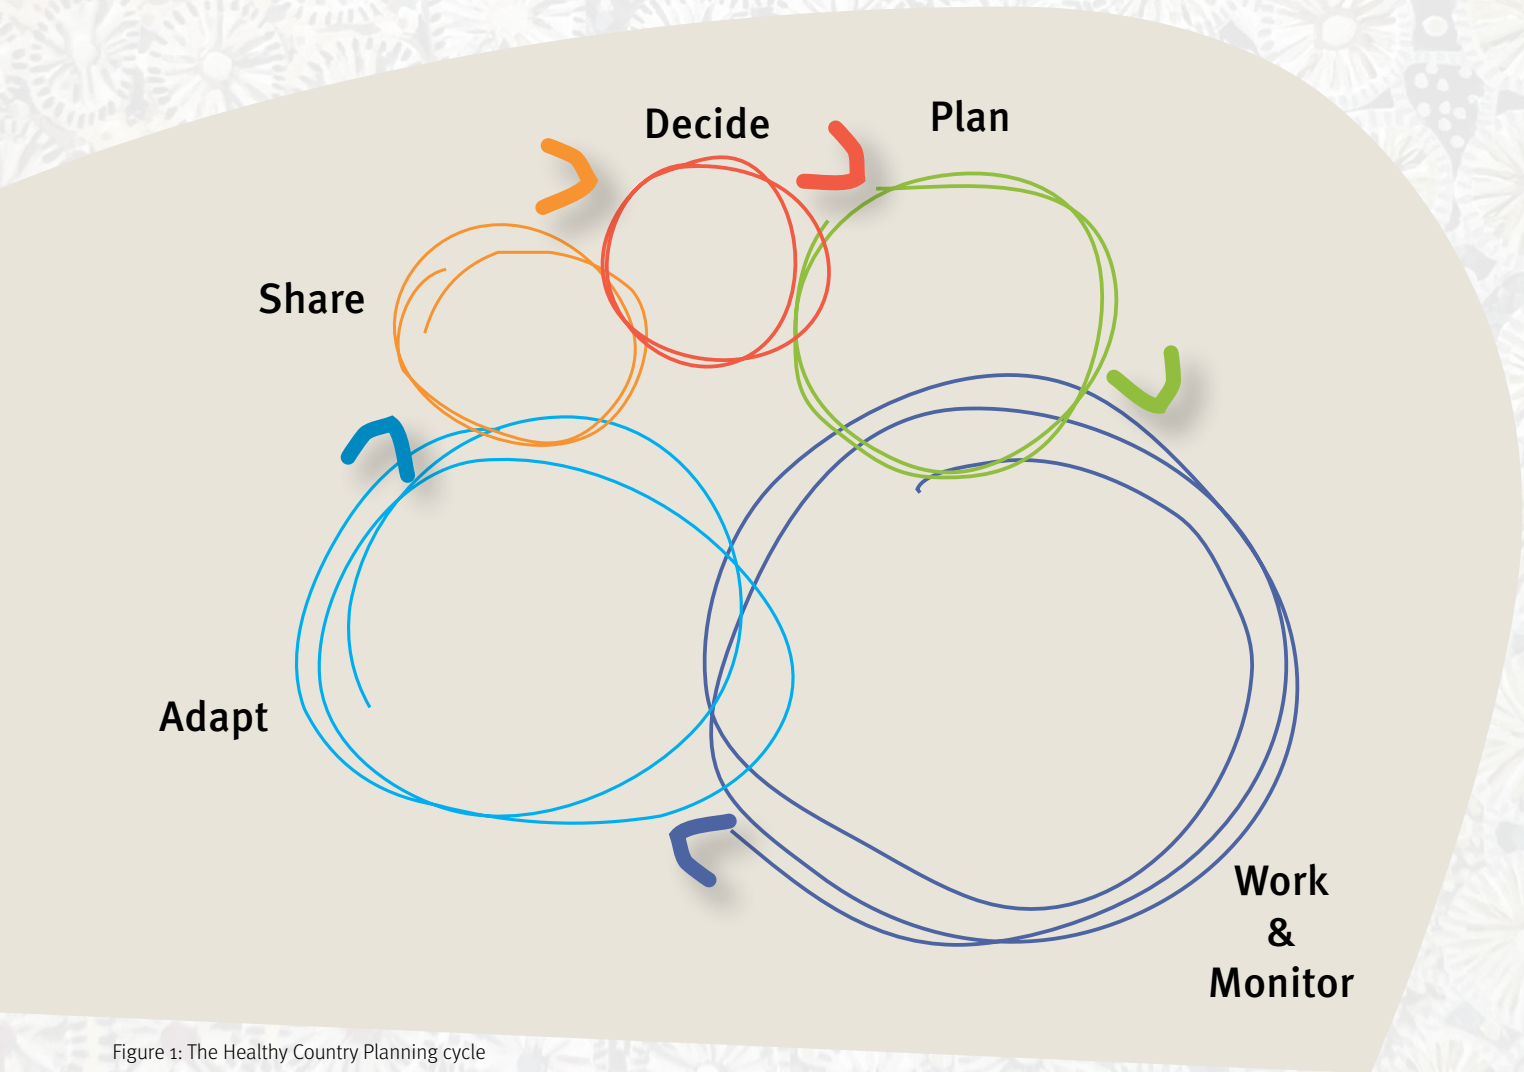 Decide
Plan
Share
Adapt
Work
&
Monitor
Figure 1: The Healthy Country Planning cycle